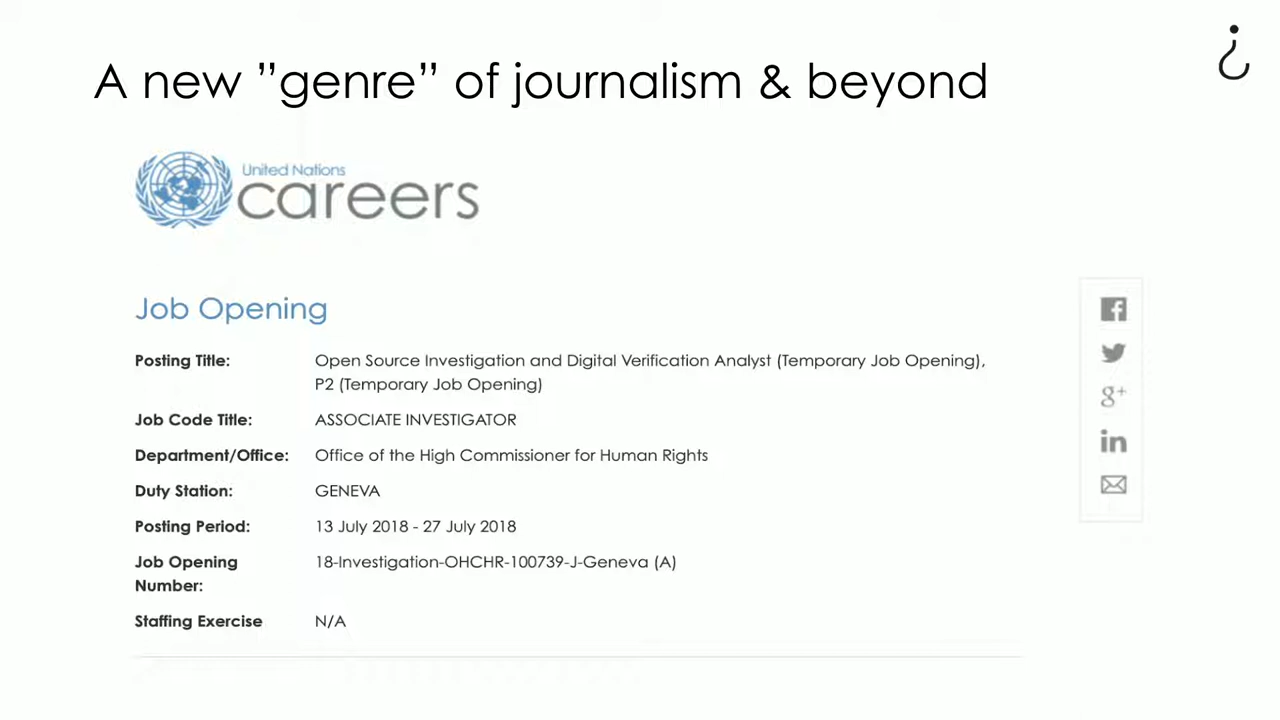 A new ”genre” of journalism & beyond
United Nations
careers
Job Opening
Posting Title: Open Source Investigation and Digital Verification Analyst (Temporary Job Opening),
P2 (Temporary Job Opening)
Job Code Title: ASSOCIATE INVESTIGATOR
Department/Office: Office of the High Commissioner for Human Rights
Duty Station: GENEVA
Posting Period: 13 July 2018 - 27 July 2018
Job Opening 18-Investigation-OHCHR-100739-J-Geneva (A)
Number:
Staffing Exercise N/A